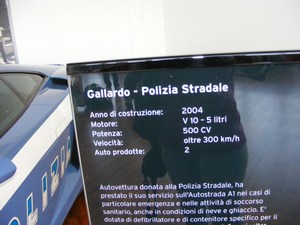 Gallardo - Polizia Stradale
Anno di costruzione: 2004
Motore: V 10 - 5 litri
Potenza: 500 CV
Velocità: oltre 300 km/h
Auto prodotte: 2
Autovettura donata alla Polizia Stradale, ha
prestato il suo servizio sull'Autostrada A1 nei casi di
particolare emergenza e nelle attività di soccorso
sanitario, anche in condizioni di neve e ghiaccio. E'
dotata di defibrillatore e di contenitore specifico per il